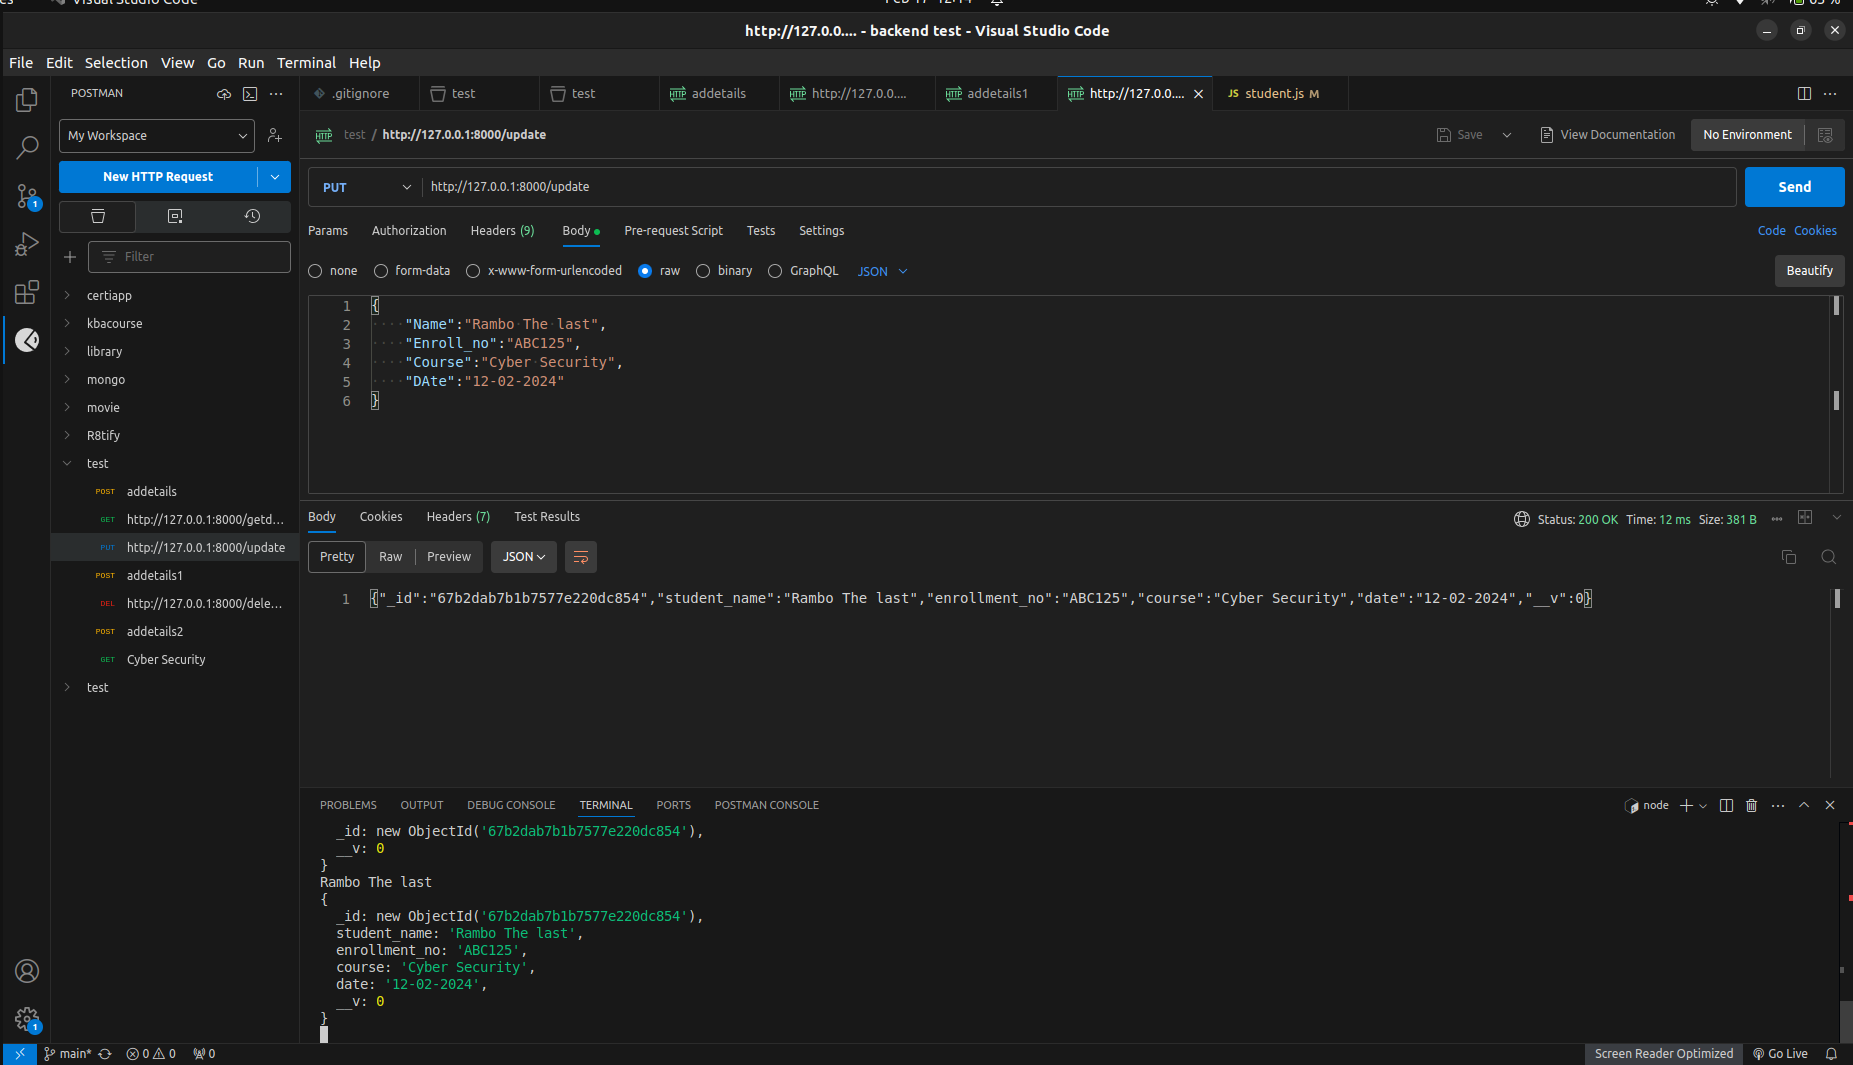 Visual Studio Code
Feb 17 12:14
63 %
http://127.0.0.... - backend test - Visual Studio Code
File Edit Selection View Go Run Terminal Help
POSTMAN
.gitignore
test
test
addetails
http://127.0.0....
addetails1
http://127.0.0....
JS student.js M
My Workspace
test / http://127.0.0.1:8000/update
Save
View Documentation
No Environment
New HTTP Request
PUT
http://127.0.0.1:8000/update
Send
Params Authorization Headers (9) Body Pre-request Script Tests Settings
Code Cookies
Filter
none form-data x-www-form-urlencoded raw binary GraphQL JSON
Beautify
certiapp
kbacourse
library
mongo
movie
R8tify
test
POST addetails
GET http://127.0.0.1:8000/getd...
PUT http://127.0.0.1:8000/update
POST addetails1
DEL http://127.0.0.1:8000/dele...
POST addetails2
GET Cyber Security
test
1 {
2 "Name":"Rambo The last",
3 "Enroll_no":"ABC125",
4 "Course":"Cyber Security",
5 "DAte":"12-02-2024"
6 }
Body Cookies Headers (7) Test Results
Status: 200 OK Time: 12 ms Size: 381 B
Pretty Raw Preview JSON
1 {"_id":"67b2dab7b1b7577e220dc854","student_name":"Rambo The last","enrollment_no":"ABC125","course":"Cyber Security","date":"12-02-2024","__v":0}
PROBLEMS OUTPUT DEBUG CONSOLE TERMINAL PORTS POSTMAN CONSOLE
node
_id: new ObjectId('67b2dab7b1b7577e220dc854'),
__v: 0
}
Rambo The last
{
_id: new ObjectId('67b2dab7b1b7577e220dc854'),
student_name: 'Rambo The last',
enrollment_no: 'ABC125',
course: 'Cyber Security',
date: '12-02-2024',
__v: 0
}
1
1
main* 0 0 0
Screen Reader Optimized Go Live